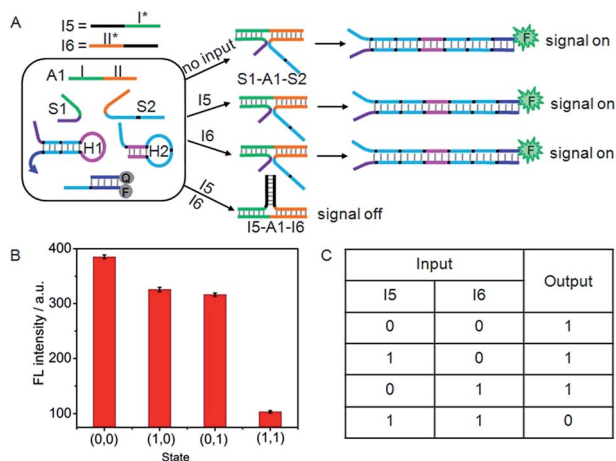 A
I5 =
I*
I6 =
II*
A1
I
II
S1
S2
H1
H2
Q
F
no input
S1-A1-S2
F
signal on
I5
F
signal on
I6
F
signal on
I5
I6
I5-A1-I6
signal off
B
FL intensity / a.u.
400
300
200
100
(0,0) (1,0) (0,1) (1,1)
State
C
Input Output
I5 I6
0 0 1
1 0 1
0 1 1
1 1 0